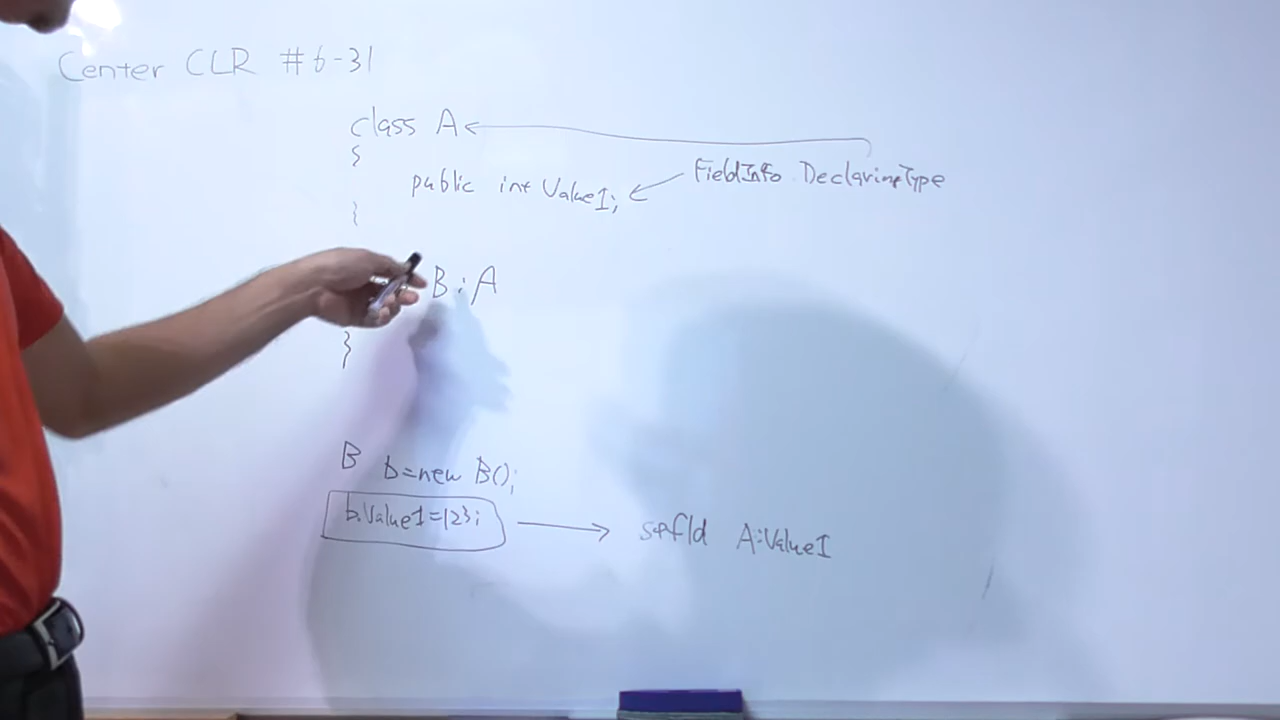 Center CLR #6-31
class A
{
public int Value1;
FieldInfo DeclaringType
}
B : A
}
B b=new B();
b.Value1=123;
stfld A::Value1